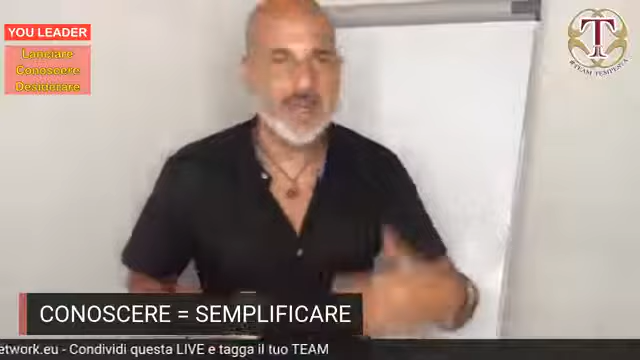 YOU LEADER
Lanciare
Conoscere
Desiderare
T
#TEAM TEMPESTA
CONOSCERE = SEMPLIFICARE
etwork.eu - Condividi questa LIVE e tagga il tuo TEAM